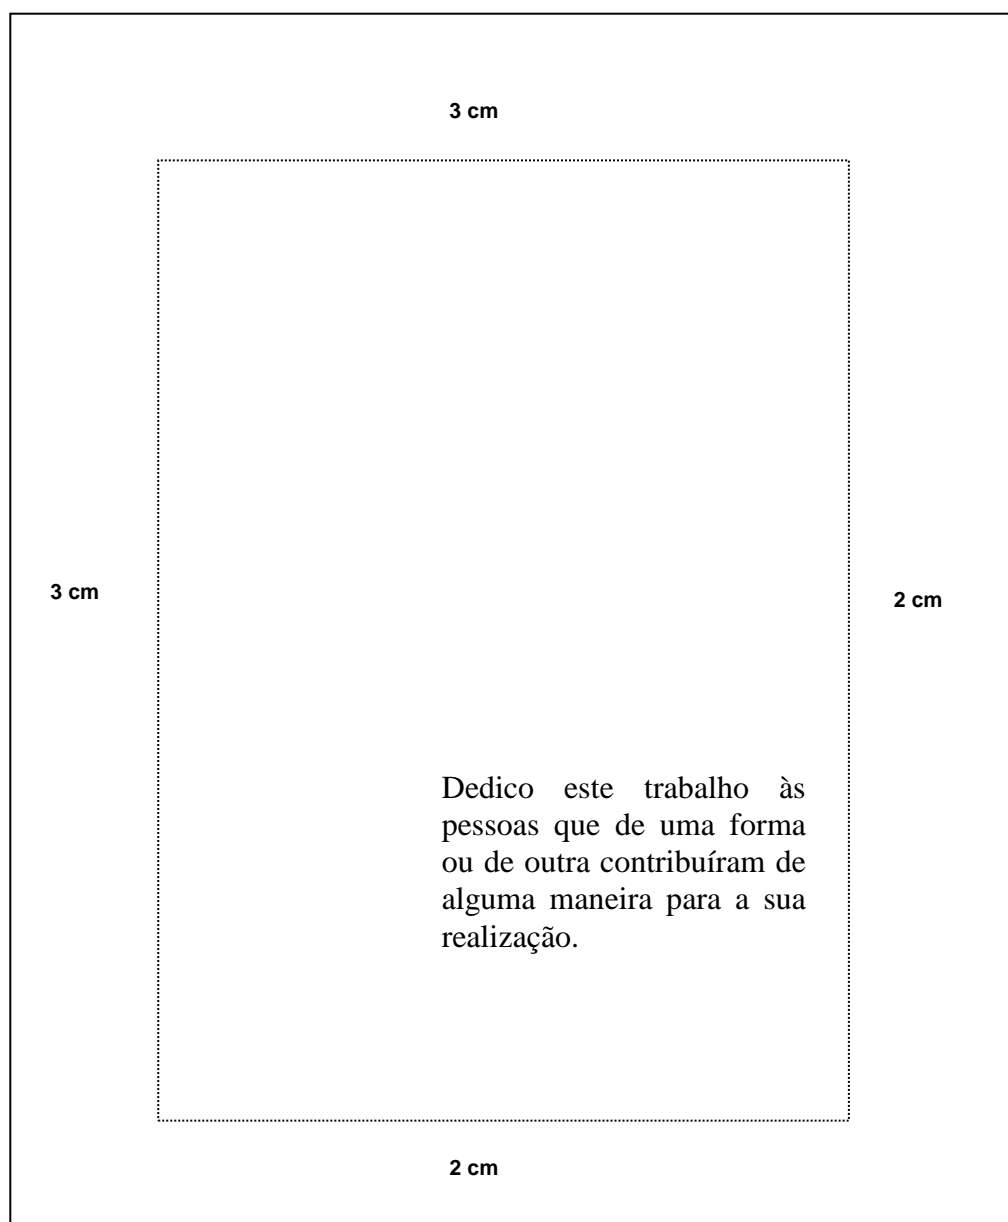 3 cm
3 cm
2 cm
Dedico este trabalho às
pessoas que de uma forma
ou de outra contribuíram de
alguma maneira para a sua
realização.
2 cm